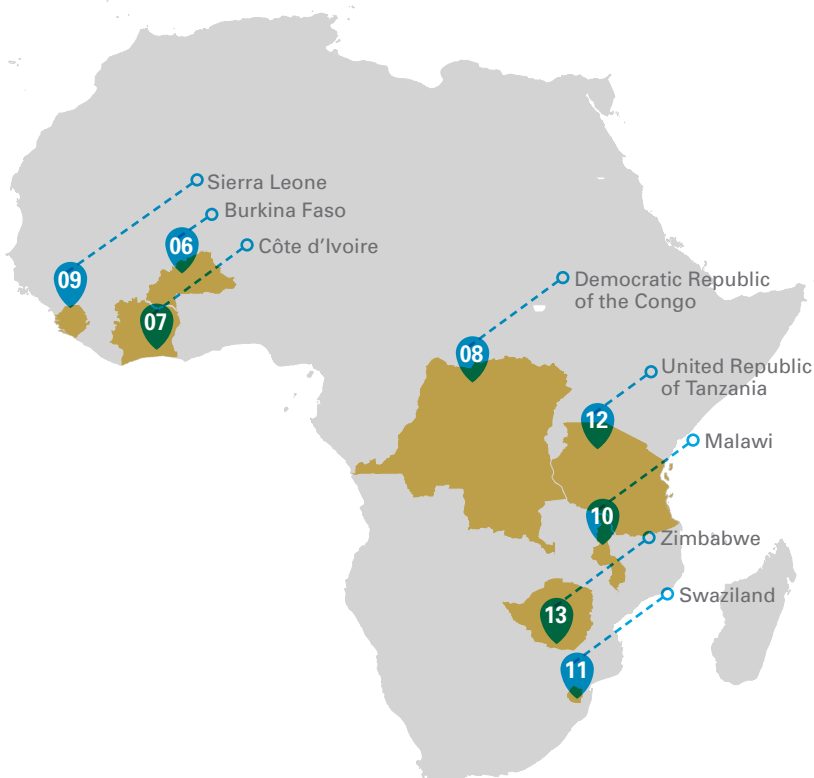 Sierra Leone
Burkina Faso
06
Côte d’Ivoire
09
Democratic Republic
of the Congo
07
08
United Republic
of Tanzania
12
Malawi
10
Zimbabwe
Swaziland
13
11